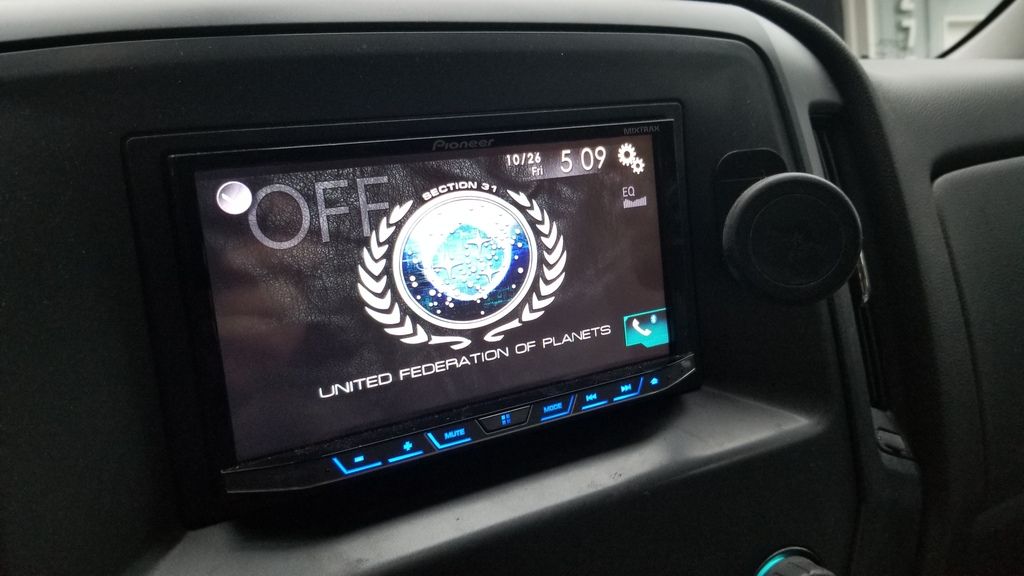 Pioneer
MIXTRAX
OFF
10/26
Fri
5 09
EQ
SECTION 31
UNITED FEDERATION OF PLANETS
MUTE
MODE